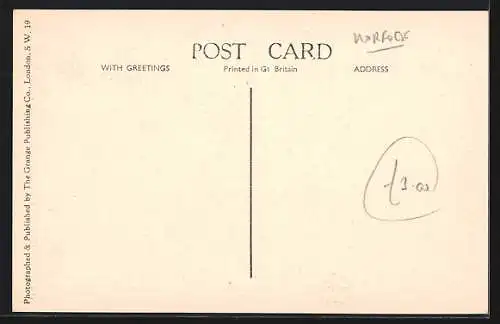 NORFOLK
POST CARD
WITH GREETINGS
Printed in Gt Britain
ADDRESS
Photographed & Published by The Grange Publishing Co., London, S. W. 19